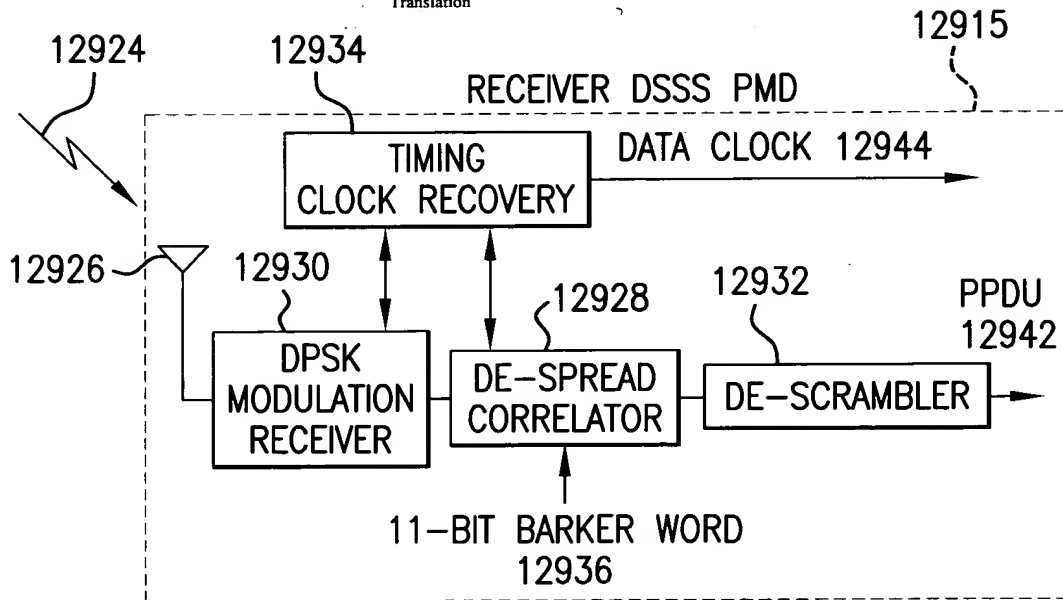 Translation
12924
12934
12915
RECEIVER DSSS PMD
TIMING
CLOCK RECOVERY
DATA CLOCK 12944
12926
12930
12928
12932
PPDU
12942
DPSK
MODULATION
RECEIVER
DE-SPREAD
CORRELATOR
DE-SCRAMBLER
11-BIT BARKER WORD
12936